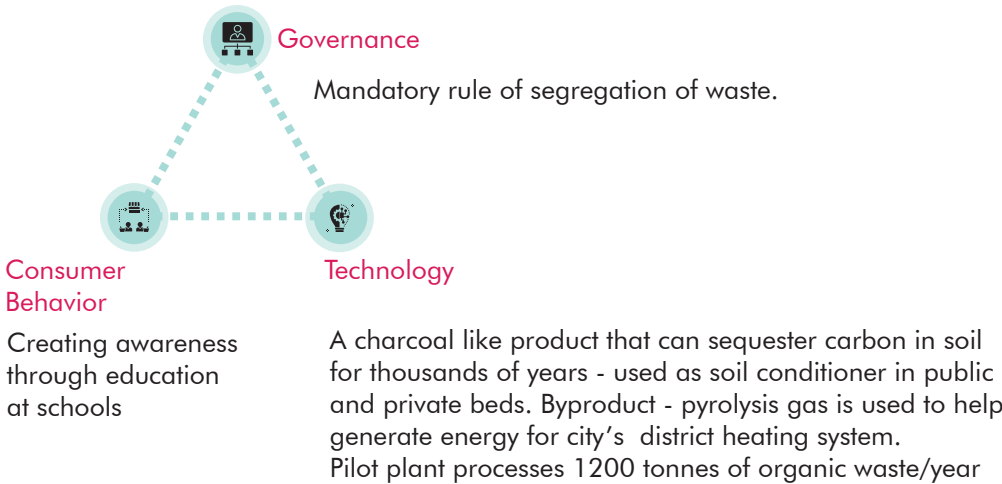 Governance
Mandatory rule of segregation of waste.
Consumer
Behavior
Creating awareness
through education
at schools
Technology
A charcoal like product that can sequester carbon in soil
for thousands of years - used as soil conditioner in public
and private beds. Byproduct - pyrolysis gas is used to help
generate energy for city's district heating system.
Pilot plant processes 1200 tonnes of organic waste/year